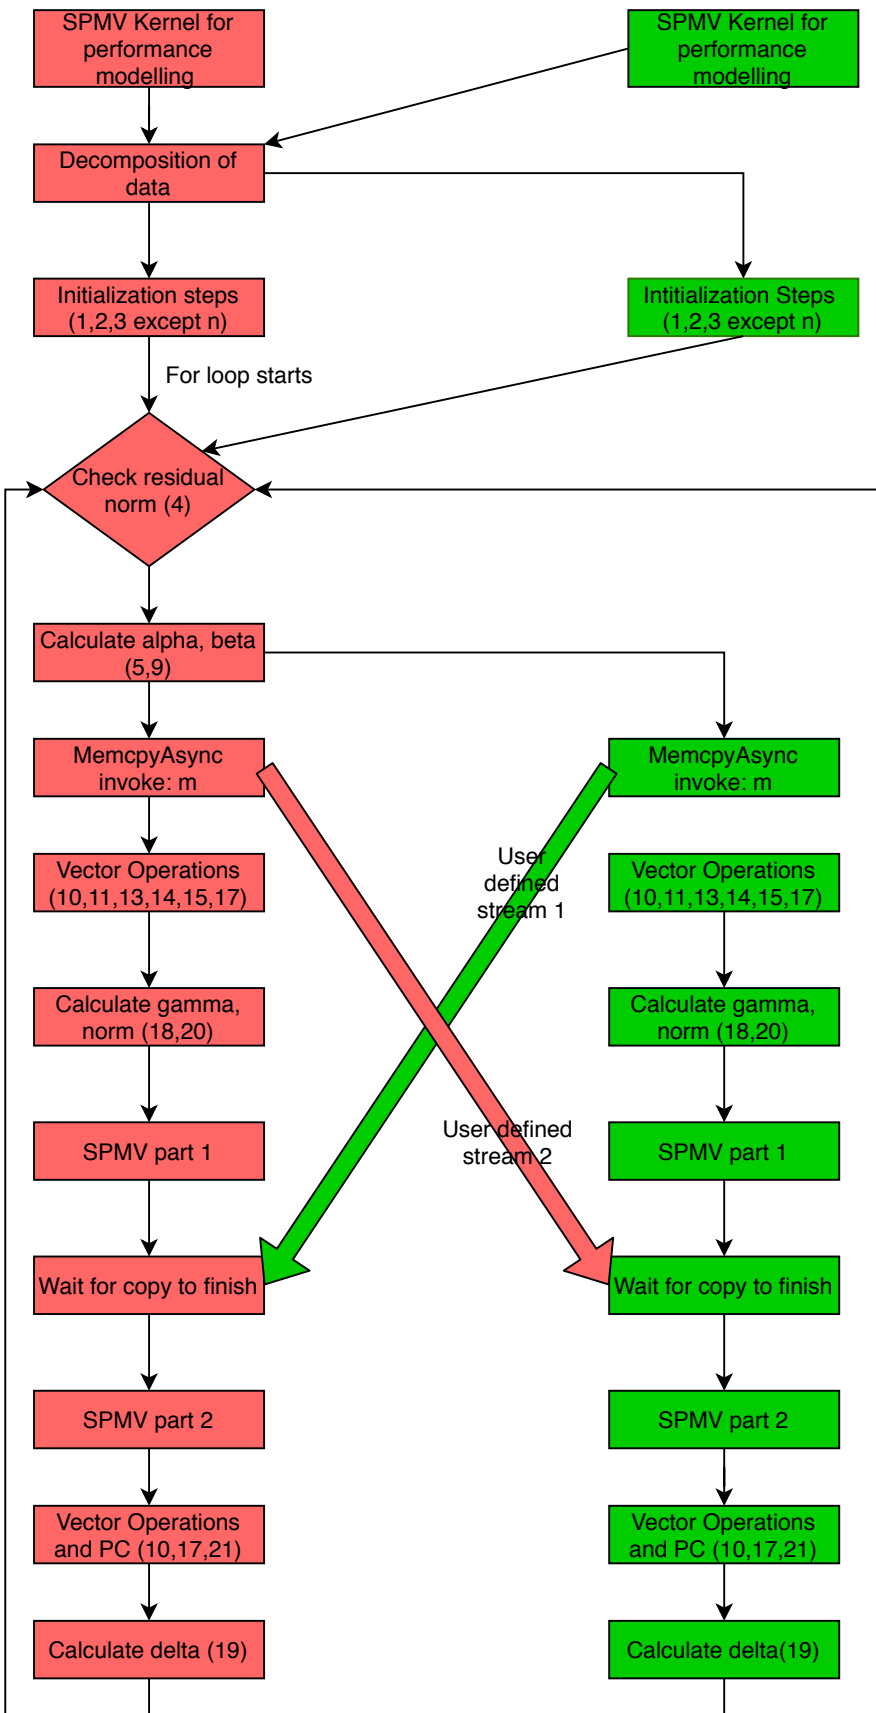 SPMV Kernel for
performance
modelling
SPMV Kernel for
performance
modelling
Decomposition of
data
Initialization steps
(1,2,3 except n)
Intitialization Steps
(1,2,3 except n)
For loop starts
Check residual
norm (4)
Calculate alpha, beta
(5,9)
MemcpyAsync
invoke: m
MemcpyAsync
invoke: m
Vector Operations
(10,11,13,14,15,17)
User
defined
stream 1
Vector Operations
(10,11,13,14,15,17)
Calculate gamma,
norm (18,20)
Calculate gamma,
norm (18,20)
SPMV part 1
User defined
stream 2
SPMV part 1
Wait for copy to finish
Wait for copy to finish
SPMV part 2
SPMV part 2
Vector Operations
and PC (10,17,21)
Vector Operations
and PC (10,17,21)
Calculate delta (19)
Calculate delta(19)